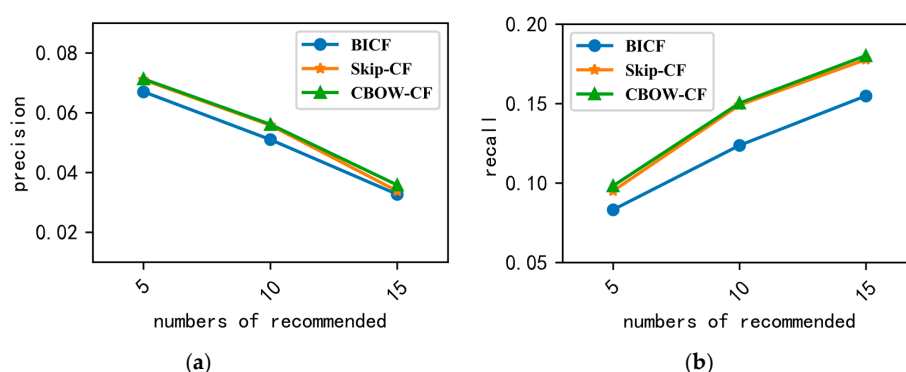 0.08
0.06
0.04
0.02
precision
BICF
Skip-CF
CBOW-CF
5
10
15
numbers of recommended
(a)
0.20
0.15
0.10
0.05
recall
BICF
Skip-CF
CBOW-CF
5
10
15
numbers of recommended
(b)